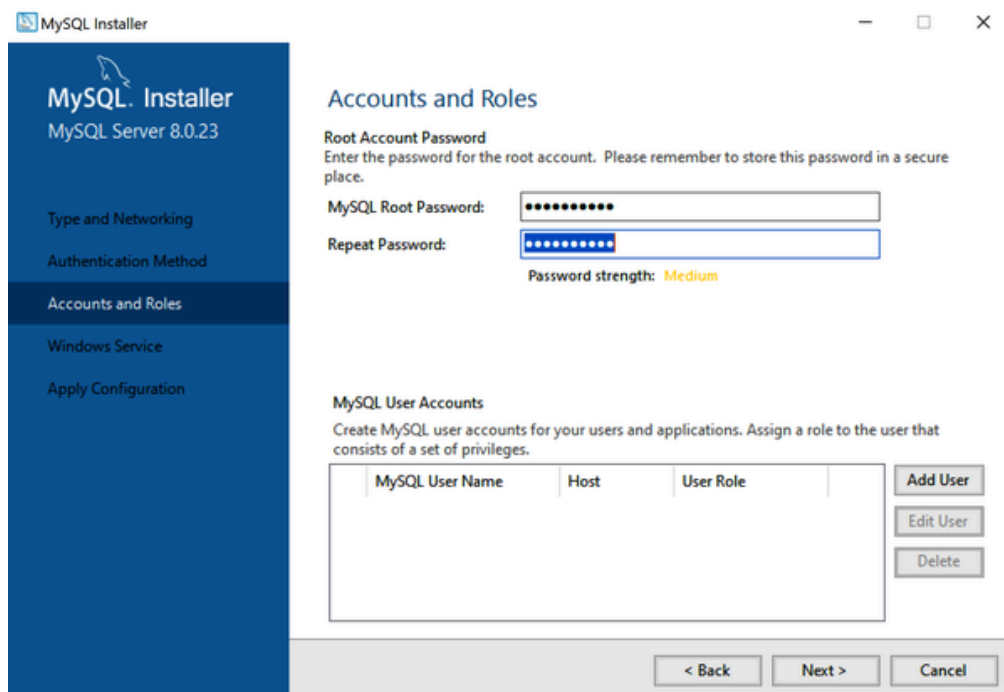 MySQL Installer
MySQL. Installer
MySQL Server 8.0.23
Type and Networking
Authentication Method
Accounts and Roles
Windows Service
Apply Configuration
Accounts and Roles
Root Account Password
Enter the password for the root account. Please remember to store this password in a secure
place.
MySQL Root Password: ••••••••••
Repeat Password: ••••••••••
Password strength: Medium
MySQL User Accounts
Create MySQL user accounts for your users and applications. Assign a role to the user that
consists of a set of privileges.
MySQL User Name Host User Role
Add User
Edit User
Delete
< Back Next > Cancel